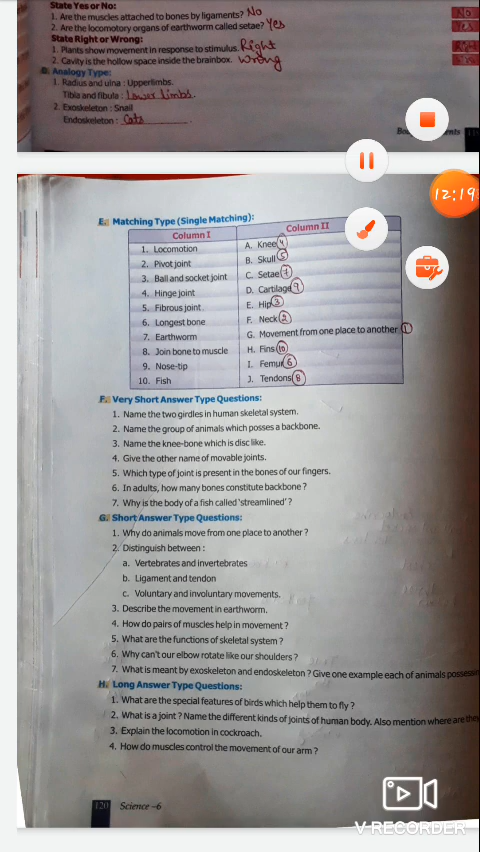 State Yes or No:
1. Are the muscles attached to bones by ligaments? No
2. Are the locomotory organs of earthworm called setae? Yes
State Right or Wrong:
1. Plants show movement in response to stimulus. Right
2. Cavity is the hollow space inside the brainbox. Wrong
Analogy Type:
1. Radius and ulna : Upperlimbs.
Tibia and fibula : Lower limbs.
2. Exoskeleton : Snail
Endoskeleton : Cats
12:19
E. Matching Type (Single Matching):
Column I Column II
1. Locomotion A. Knee 4
2. Pivot joint B. Skull 5
3. Ball and socket joint C. Setae 7
4. Hinge joint D. Cartilage 9
5. Fibrous joint E. Hip 3
6. Longest bone F. Neck 2
7. Earthworm G. Movement from one place to another 1
8. Join bone to muscle H. Fins 10
9. Nose-tip I. Femur 6
10. Fish J. Tendons 8
F. Very Short Answer Type Questions:
1. Name the two girdles in human skeletal system.
2. Name the group of animals which posses a backbone.
3. Name the knee-bone which is disc like.
4. Give the other name of movable joints.
5. Which type of joint is present in the bones of our fingers.
6. In adults, how many bones constitute backbone ?
7. Why is the body of a fish called 'streamlined' ?
G. Short Answer Type Questions:
1. Why do animals move from one place to another ?
2. Distinguish between :
a. Vertebrates and invertebrates
b. Ligament and tendon
c. Voluntary and involuntary movements.
3. Describe the movement in earthworm.
4. How do pairs of muscles help in movement ?
5. What are the functions of skeletal system ?
6. Why can't our elbow rotate like our shoulders ?
7. What is meant by exoskeleton and endoskeleton ? Give one example each of animals
H. Long Answer Type Questions:
1. What are the special features of birds which help them to fly ?
2. What is a joint ? Name the different kinds of joints of human body. Also mention where are
3. Explain the locomotion in cockroach.
4. How do muscles control the movement of our arm ?
120 Science-6
V RECORDER